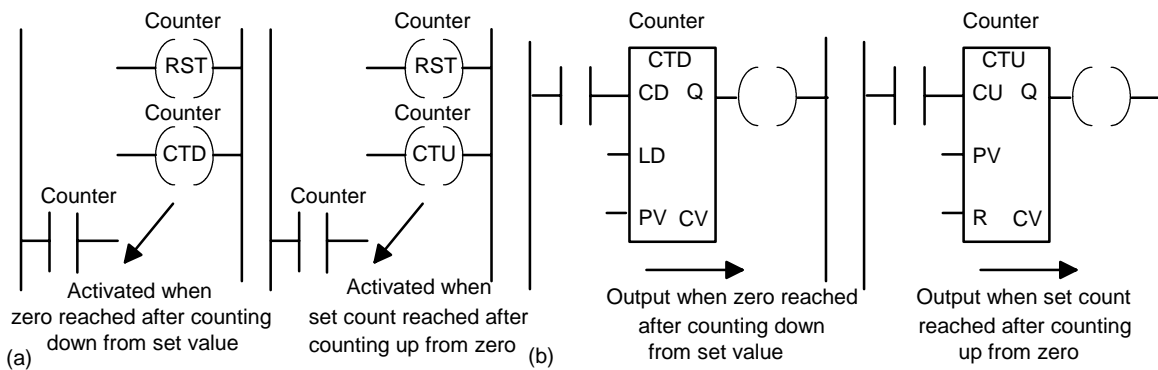 Counter
RST
Counter
CTD
Counter
Activated when
zero reached after counting
down from set value
(a)
Counter
RST
Counter
CTU
Counter
Activated when
set count reached after
counting up from zero
(b)
Counter
CTD
CD Q
LD
PV CV
Output when zero reached
after counting down
from set value
Counter
CTU
CU Q
PV
R CV
Output when set count
reached after counting
up from zero